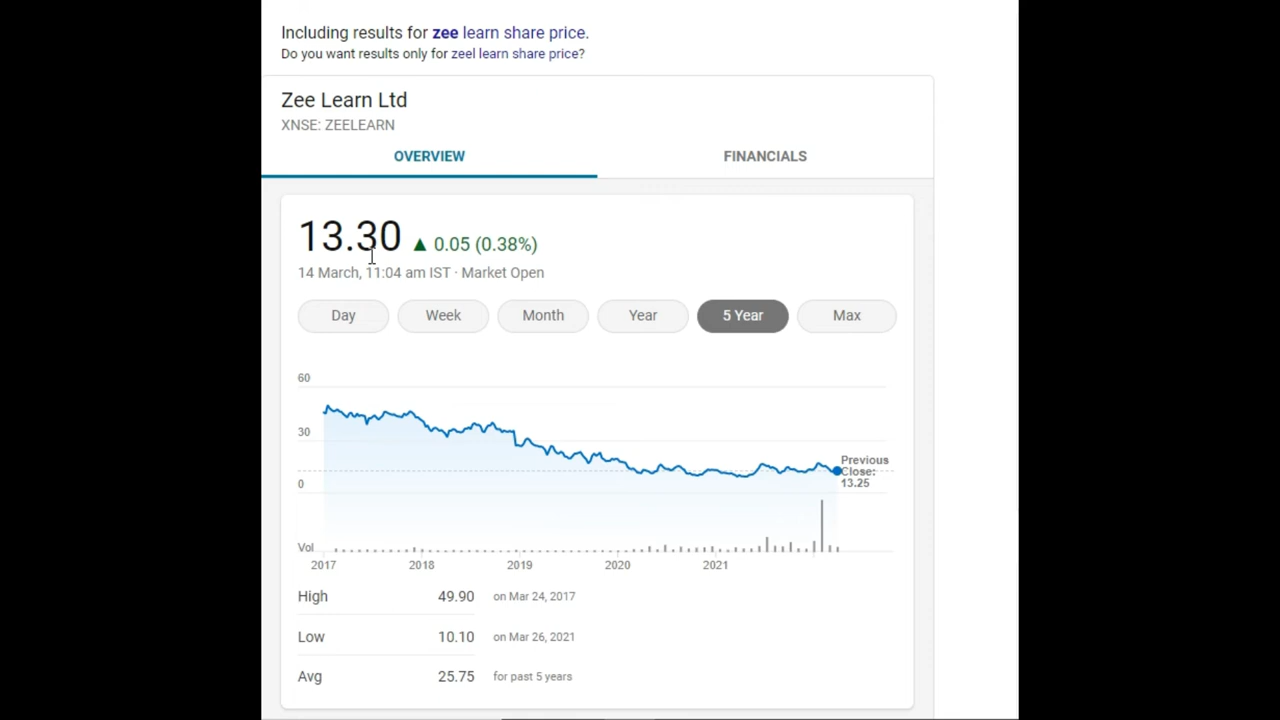 Including results for zee learn share price.
Do you want results only for zeel learn share price?
Zee Learn Ltd
XNSE: ZEELEARN
OVERVIEW FINANCIALS
13.30 ▲ 0.05 (0.38%)
14 March, 11:04 am IST · Market Open
Day Week Month Year 5 Year Max
60
30
0
Previous
Close:
13.25
Vol
2017 2018 2019 2020 2021
High 49.90 on Mar 24, 2017
Low 10.10 on Mar 26, 2021
Avg 25.75 for past 5 years